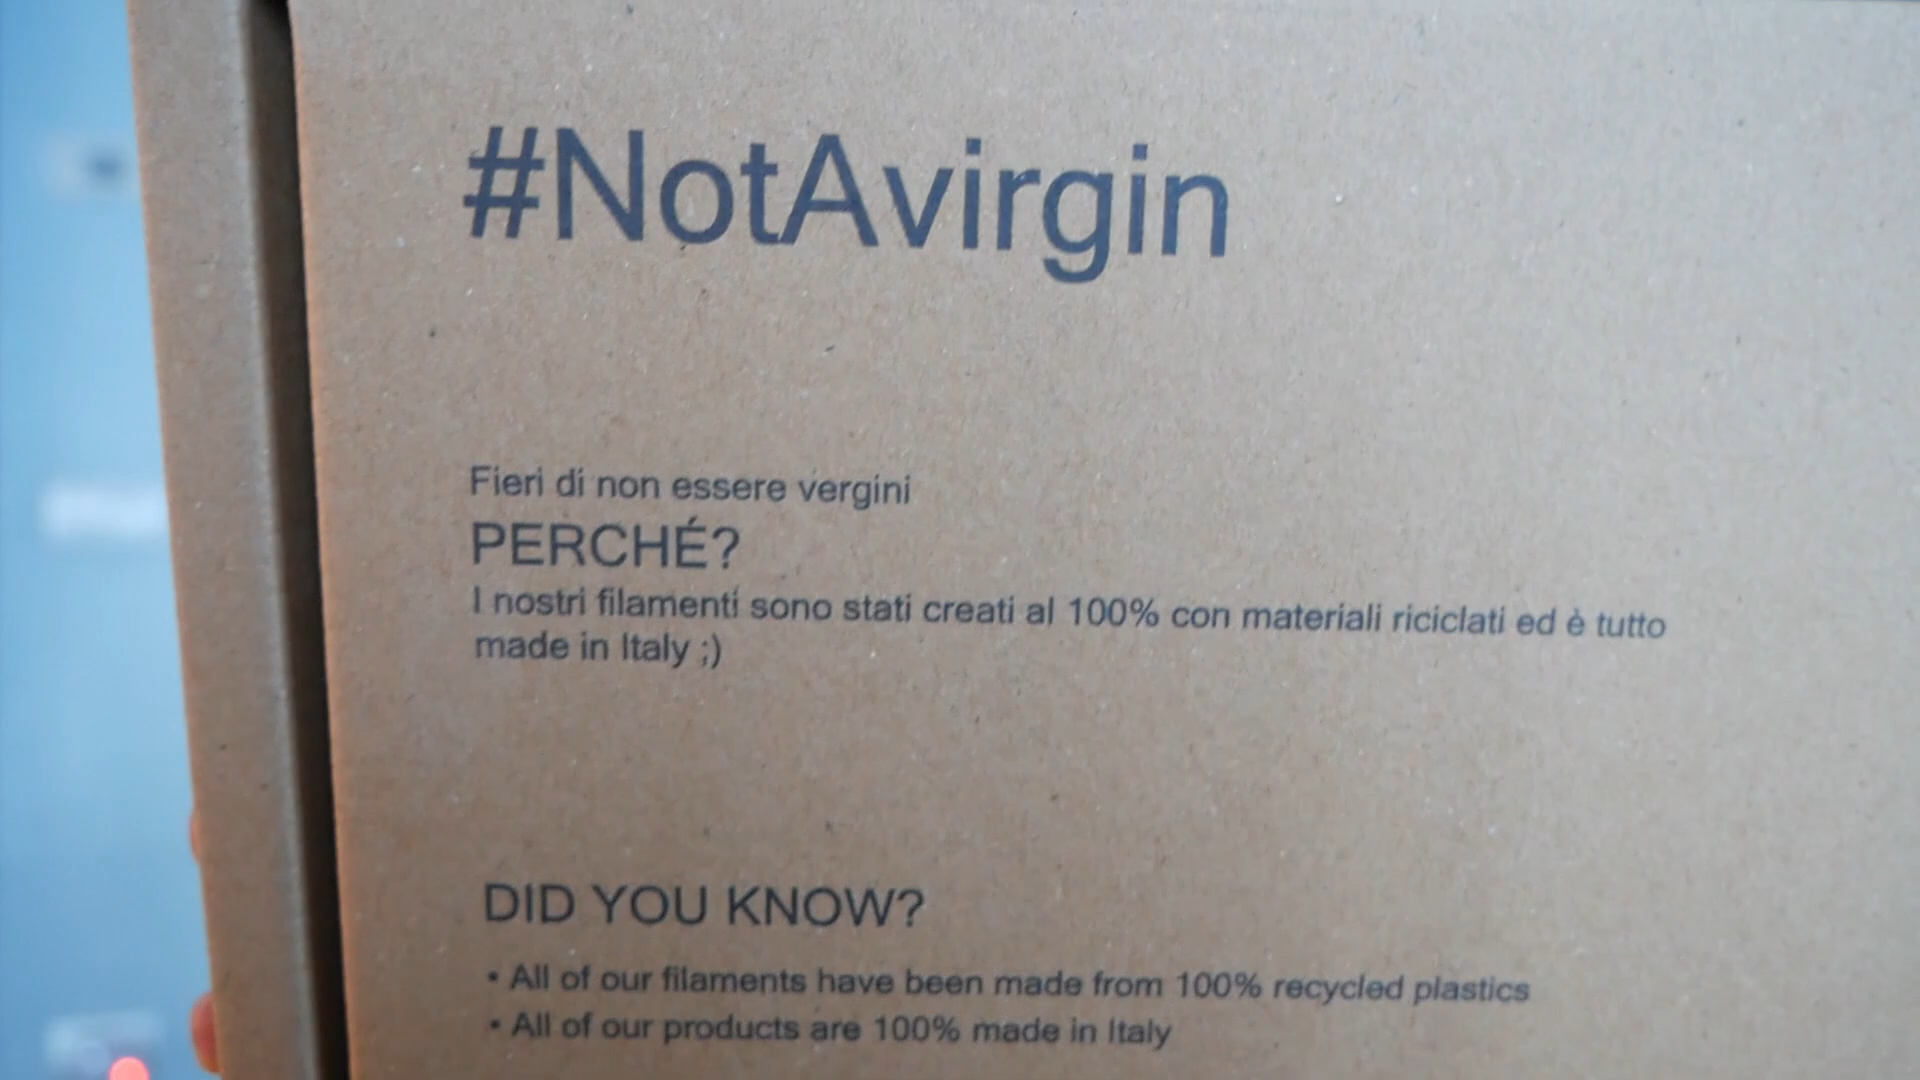 #NotAvirgin
Fieri di non essere vergini
PERCHÉ?
I nostri filamenti sono stati creati al 100% con materiali riciclati ed è tutto
made in Italy ;)
DID YOU KNOW?
• All of our filaments have been made from 100% recycled plastics
• All of our products are 100% made in Italy